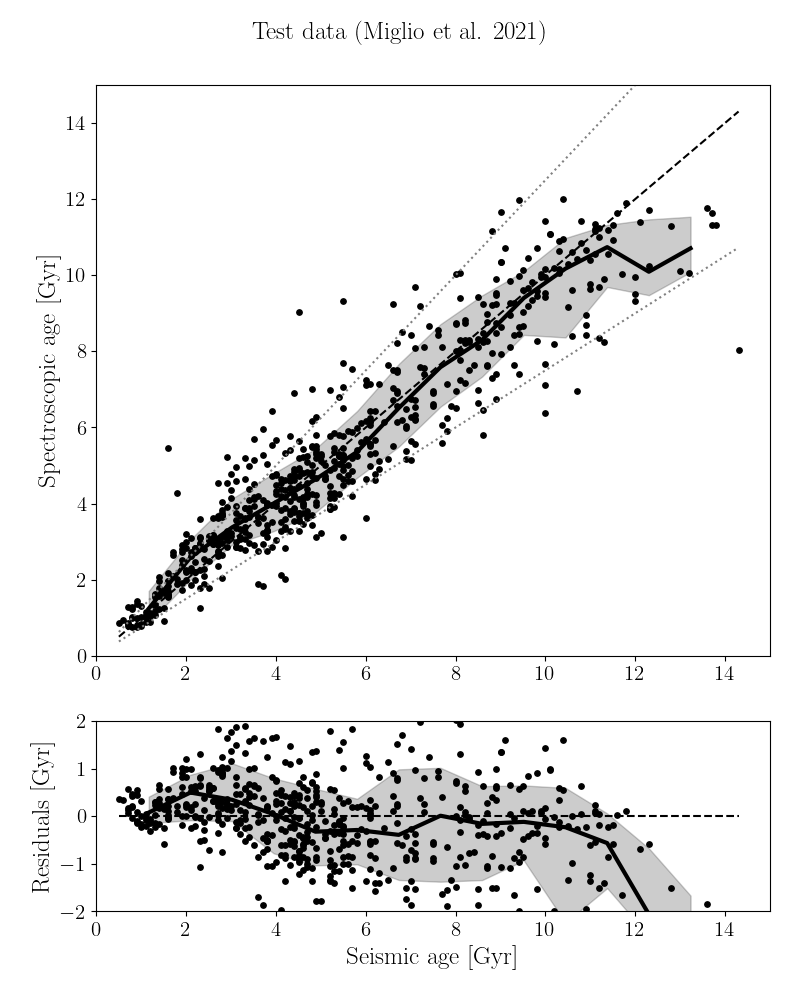 Test data (Miglio et al. 2021)
Spectroscopic age [Gyr]
14
12
10
8
6
4
2
0
0 2 4 6 8 10 12 14
Residuals [Gyr]
2
1
0
−1
−2
0 2 4 6 8 10 12 14
Seismic age [Gyr]